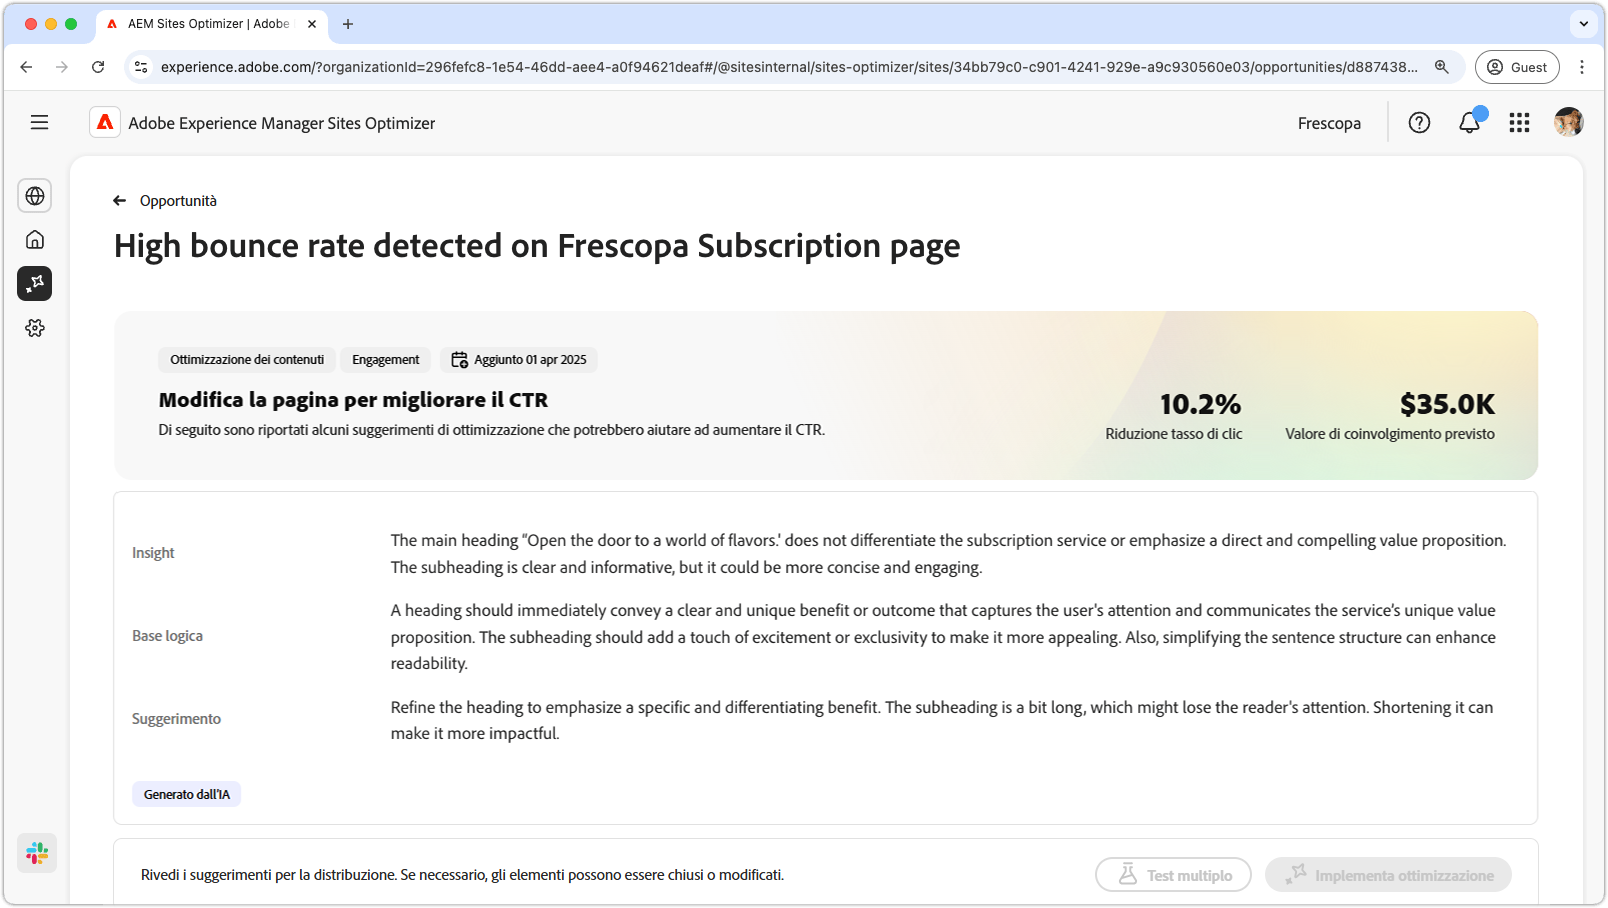 AEM Sites Optimizer | Adobe
experience.adobe.com/?organizationId=296fefc8-1e54-46dd-aee4-a0f94621deaf#/@sitesinternal/sites-optimizer/sites/34bb79c0-c901-4241-929e-a9c930560e03/opportunities/d887438...
Guest
Adobe Experience Manager Sites Optimizer
Frescopa
Opportunità
High bounce rate detected on Frescopa Subscription page
Ottimizzazione dei contenuti
Engagement
Aggiunto 01 apr 2025
Modifica la pagina per migliorare il CTR
Di seguito sono riportati alcuni suggerimenti di ottimizzazione che potrebbero aiutare ad aumentare il CTR.
10.2%
Riduzione tasso di clic
$35.0K
Valore di coinvolgimento previsto
Insight
The main heading “Open the door to a world of flavors.' does not differentiate the subscription service or emphasize a direct and compelling value proposition.
The subheading is clear and informative, but it could be more concise and engaging.
Base logica
A heading should immediately convey a clear and unique benefit or outcome that captures the user's attention and communicates the service's unique value
proposition. The subheading should add a touch of excitement or exclusivity to make it more appealing. Also, simplifying the sentence structure can enhance
readability.
Suggerimento
Refine the heading to emphasize a specific and differentiating benefit. The subheading is a bit long, which might lose the reader's attention. Shortening it can
make it more impactful.
Generato dall'IA
Rivedi i suggerimenti per la distribuzione. Se necessario, gli elementi possono essere chiusi o modificati.
Test multiplo
Implementa ottimizzazione